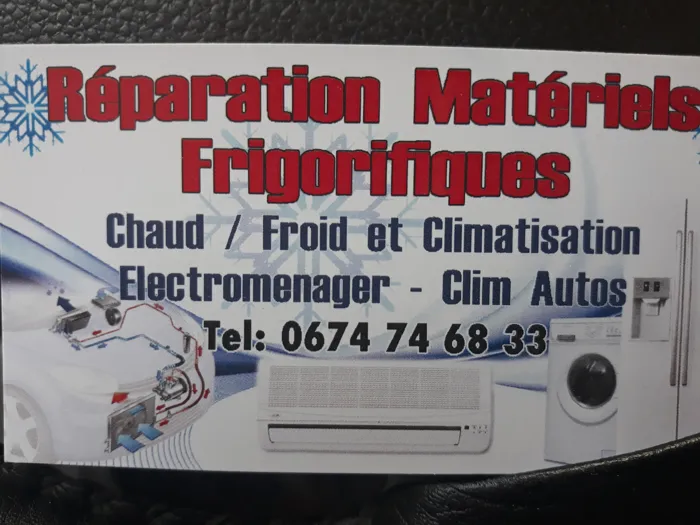 Réparation Matériels
Frigorifiques
Chaud / Froid et Climatisation
Electromenager - Clim Autos
Tel: 0674 74 68 33